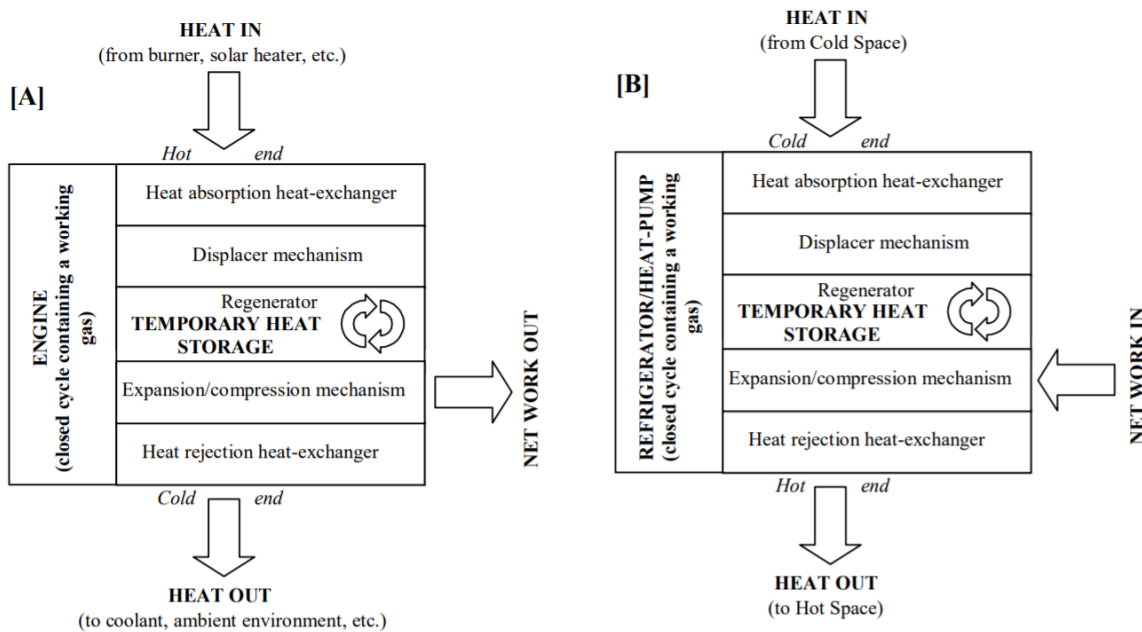 HEAT IN
(from burner, solar heater, etc.)
[A]
Hot end
ENGINE
(closed cycle containing a working
gas)
Heat absorption heat-exchanger
Displacer mechanism
Regenerator
TEMPORARY HEAT
STORAGE
Expansion/compression mechanism
Heat rejection heat-exchanger
NET WORK OUT
Cold end
HEAT OUT
(to coolant, ambient environment, etc.)
HEAT IN
(from Cold Space)
[B]
Cold end
REFRIGERATOR/HEAT-PUMP
(closed cycle containing a working
gas)
Heat absorption heat-exchanger
Displacer mechanism
Regenerator
TEMPORARY HEAT
STORAGE
Expansion/compression mechanism
Heat rejection heat-exchanger
NET WORK IN
Hot end
HEAT OUT
(to Hot Space)